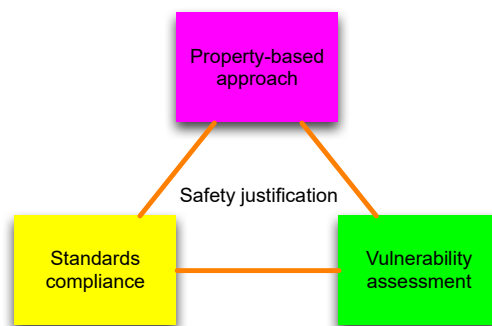 Property-based
approach
Safety justification
Standards
compliance
Vulnerability
assessment